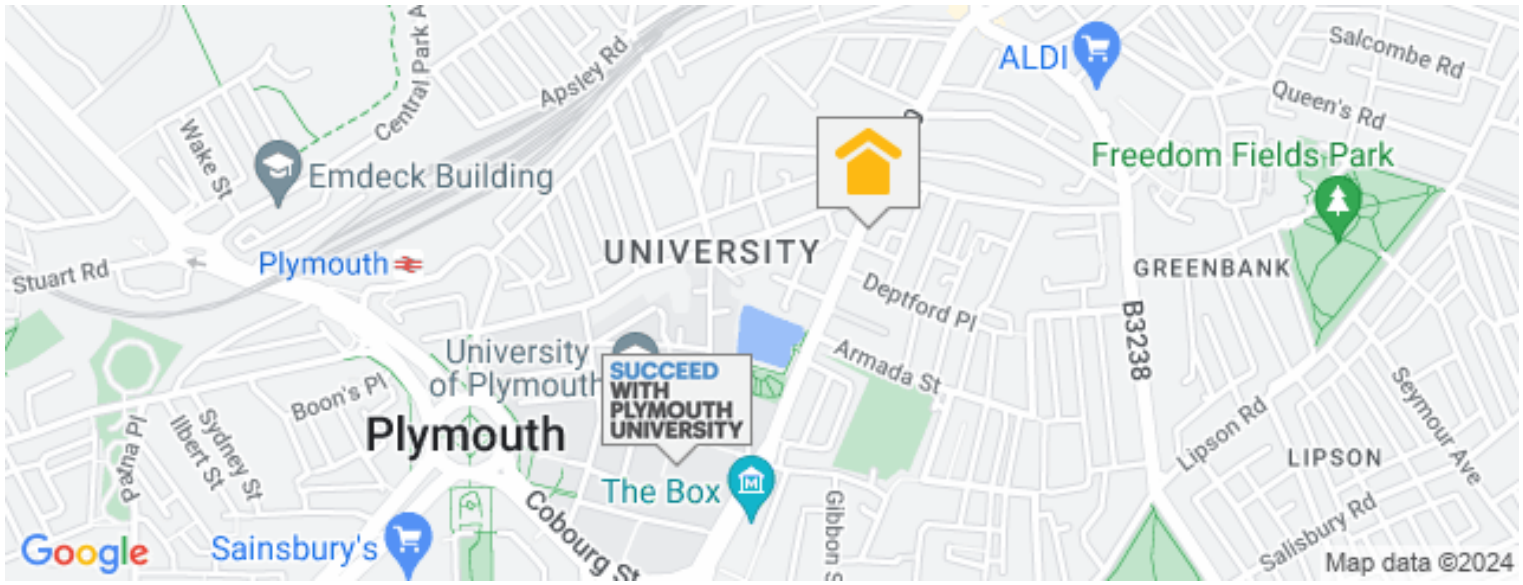 ALDI
Salcombe Rd
Apsley Rd
Central Park A
Queen's Rd
Wake St
Freedom Fields Park
Emdeck Building
UNIVERSITY
Plymouth
Stuart Rd
GREENBANK
Deptford Pl
B3238
University
of Plymouth
SUCCEED
WITH
PLYMOUTH
UNIVERSITY
Armada St
Boon's Pl
Plymouth
Seymour Ave
Sydney St
Ilbert St
Patna Pl
Lipson Rd
LIPSON
The Box
M
Gibbon S
Cobourg St
Salisbury Rd
Sainsbury's
Google
Map data ©2024